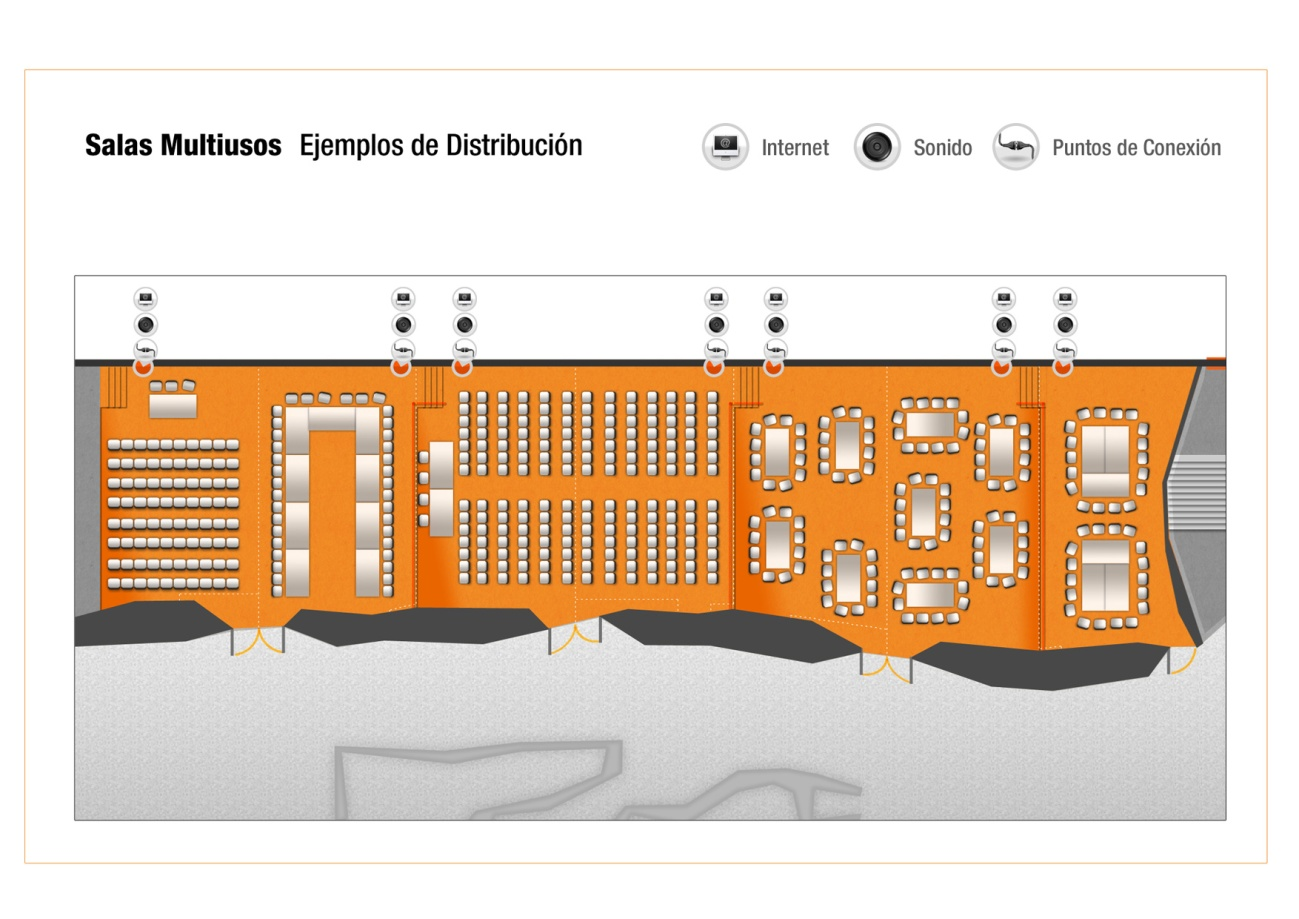 Salas Multiusos Ejemplos de Distribución
Internet
Sonido
Puntos de Conexión